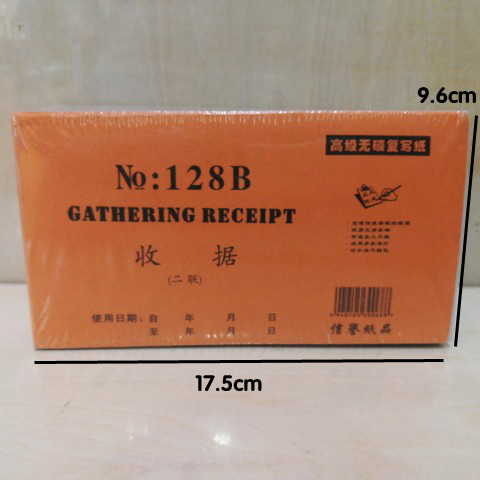 9.6cm
高级无碳复写纸
No:128B
GATHERING RECEIPT
收 据
(二联)
使用日期：自 年 月 日
至 年 月 日
信誉纸品
17.5cm